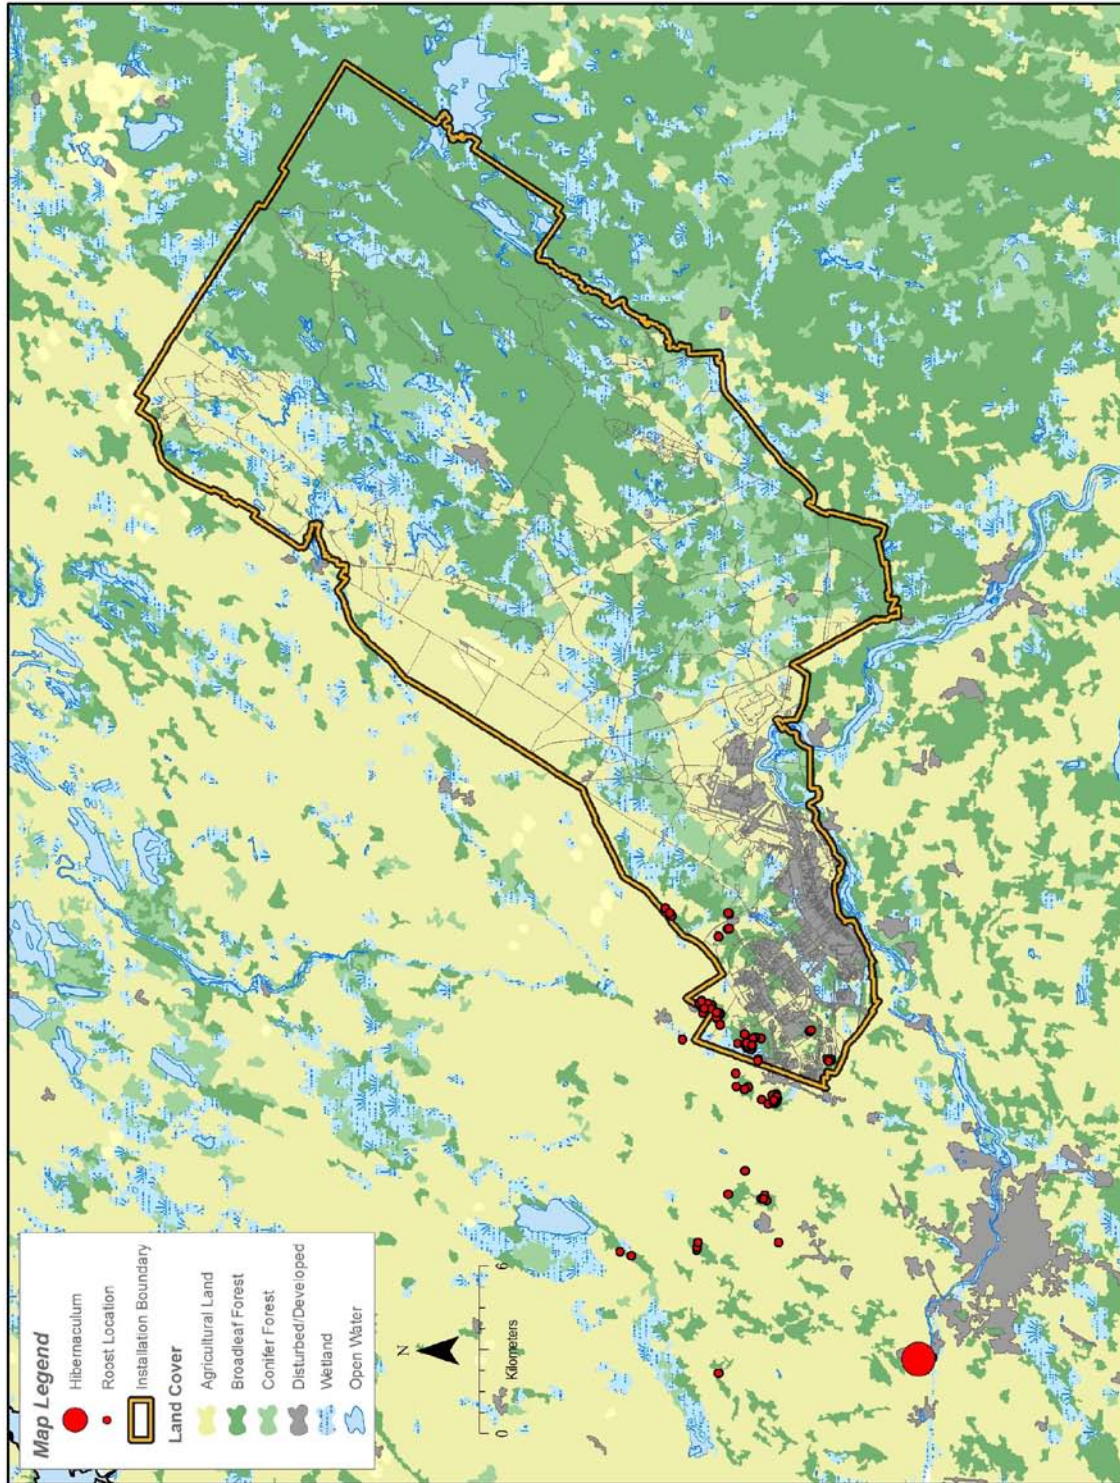 Map Legend
Hibernaculum
Roost Location
Installation Boundary
Land Cover
Agricultural Land
Broadleaf Forest
Conifer Forest
Disturbed/Developed
Wetland
Open Water
N
0 6
Kilometers